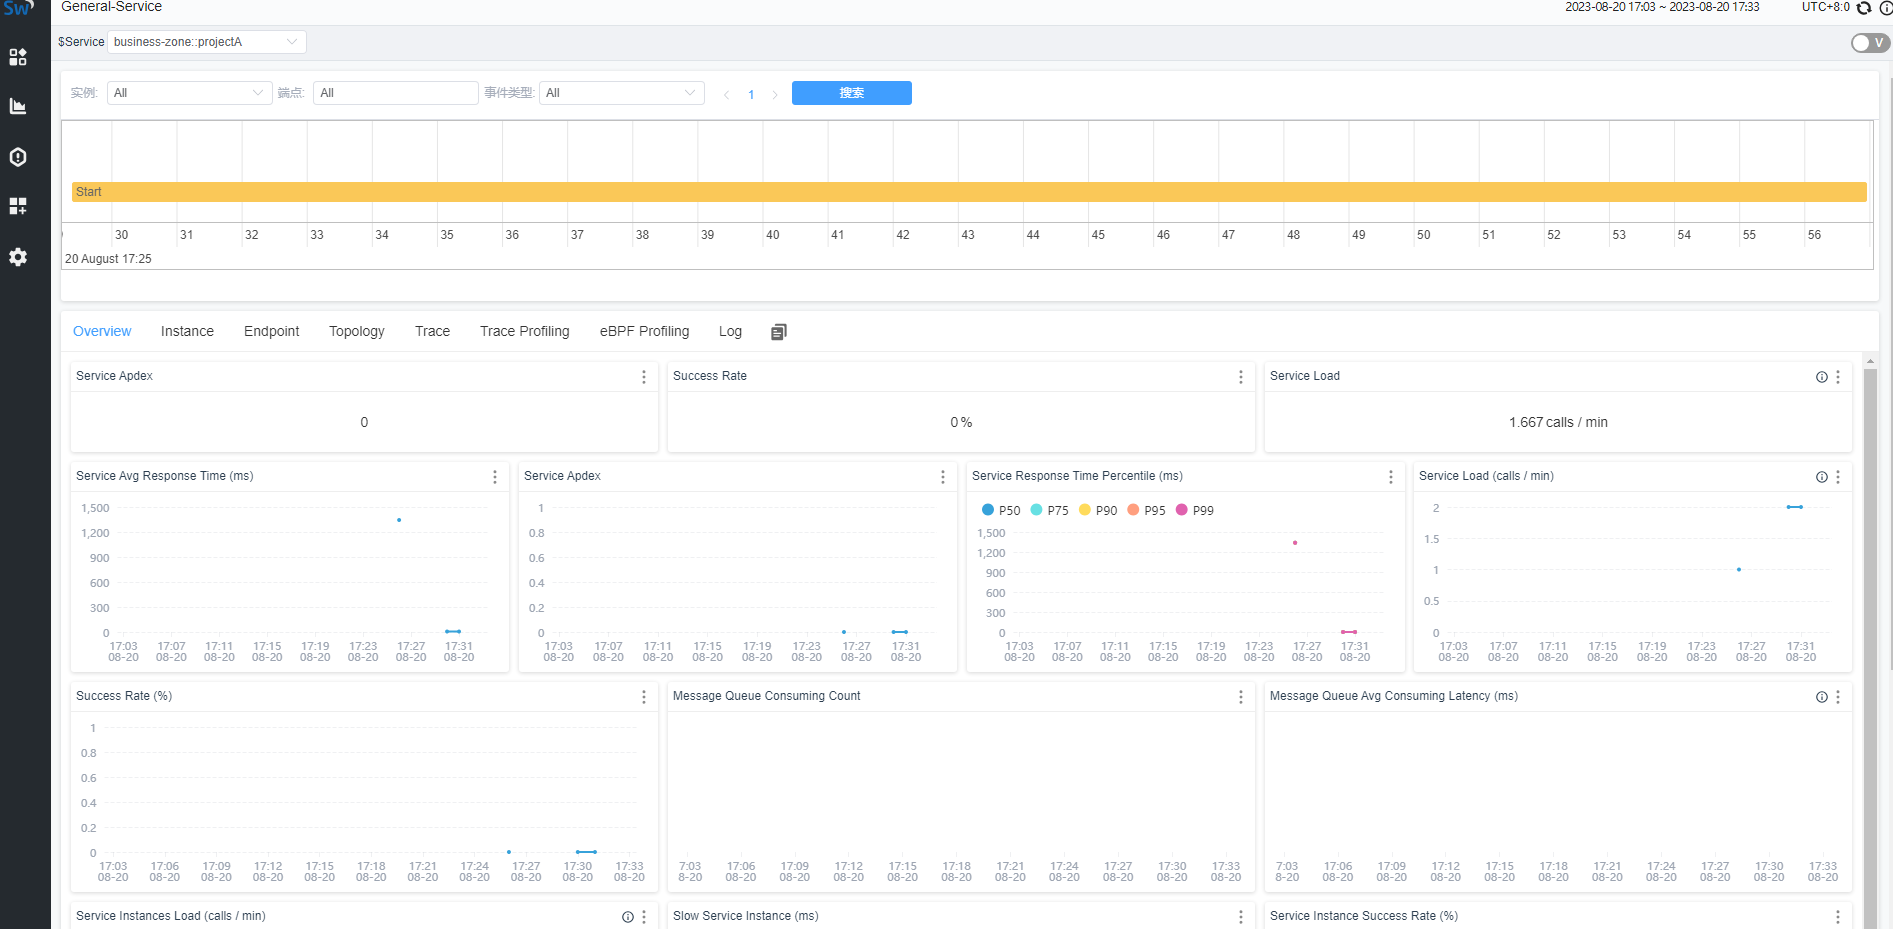 Sw
General-Service
2023-08-20 17:03 ~ 2023-08-20 17:33
UTC+8:0
$Service
business-zone::projectA
V
实例:
All
端点:
All
事件类型:
All
1
搜索
Start
30 31 32 33 34 35 36 37 38 39 40 41 42 43 44 45 46 47 48 49 50 51 52 53 54 55 56
20 August 17:25
Overview
Instance
Endpoint
Topology
Trace
Trace Profiling
eBPF Profiling
Log
Service Apdex
0
Success Rate
0 %
Service Load
1.667 calls / min
Service Avg Response Time (ms)
1,500
1,200
900
600
300
0
17:03 17:07 17:11 17:15 17:19 17:23 17:27 17:31
08-20 08-20 08-20 08-20 08-20 08-20 08-20 08-20
Service Apdex
1
0.8
0.6
0.4
0.2
0
17:03 17:07 17:11 17:15 17:19 17:23 17:27 17:31
08-20 08-20 08-20 08-20 08-20 08-20 08-20 08-20
Service Response Time Percentile (ms)
P50 P75 P90 P95 P99
1,500
1,200
900
600
300
0
17:03 17:07 17:11 17:15 17:19 17:23 17:27 17:31
08-20 08-20 08-20 08-20 08-20 08-20 08-20 08-20
Service Load (calls / min)
2
1.5
1
0.5
0
17:03 17:07 17:11 17:15 17:19 17:23 17:27 17:31
08-20 08-20 08-20 08-20 08-20 08-20 08-20 08-20
Success Rate (%)
1
0.8
0.6
0.4
0.2
0
17:03 17:06 17:09 17:12 17:15 17:18 17:21 17:24 17:27 17:30 17:33
08-20 08-20 08-20 08-20 08-20 08-20 08-20 08-20 08-20 08-20 08-20
Message Queue Consuming Count
7:03 17:06 17:09 17:12 17:15 17:18 17:21 17:24 17:27 17:30 17:33
8-20 08-20 08-20 08-20 08-20 08-20 08-20 08-20 08-20 08-20 08-20
Message Queue Avg Consuming Latency (ms)
7:03 17:06 17:09 17:12 17:15 17:18 17:21 17:24 17:27 17:30 17:33
8-20 08-20 08-20 08-20 08-20 08-20 08-20 08-20 08-20 08-20 08-20
Service Instances Load (calls / min)
Slow Service Instance (ms)
Service Instance Success Rate (%)